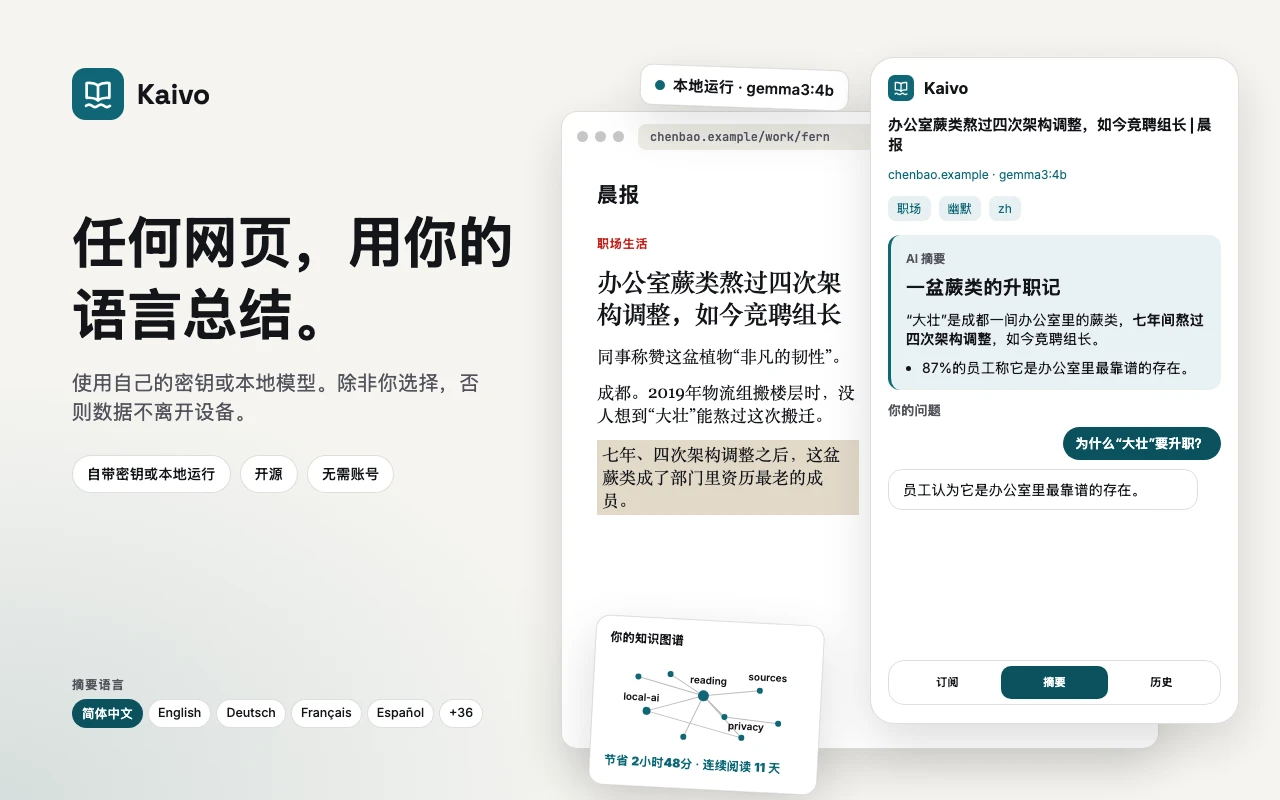 Kaivo
任何网页，用你的
语言总结。
使用自己的密钥或本地模型。除非你选择，否
则数据不离开设备。
自带密钥或本地运行
开源
无需账号
摘要语言
简体中文
English
Deutsch
Français
Español
+36
本地运行 · gemma3:4b
chenbao.example/work/fern
晨报
职场生活
办公室蕨类熬过四次架
构调整，如今竞聘组长
同事称赞这盆植物“非凡的韧性”。
成都。2019年物流组搬楼层时，没
人想到“大壮”能熬过这次搬迁。
七年、四次架构调整之后，这盆
蕨类成了部门里资历最老的成
员。
你的知识图谱
reading
sources
local-ai
privacy
节省 2小时48分 · 连续阅读 11 天
Kaivo
办公室蕨类熬过四次架构调整，如今竞聘组长 | 晨
报
chenbao.example · gemma3:4b
职场
幽默
zh
AI 摘要
一盆蕨类的升职记
“大壮”是成都一间办公室里的蕨类，七年间熬过
四次架构调整，如今竞聘组长。
• 87%的员工称它是办公室里最靠谱的存在。
你的问题
为什么“大壮”要升职？
员工认为它是办公室里最靠谱的存在。
订阅
摘要
历史